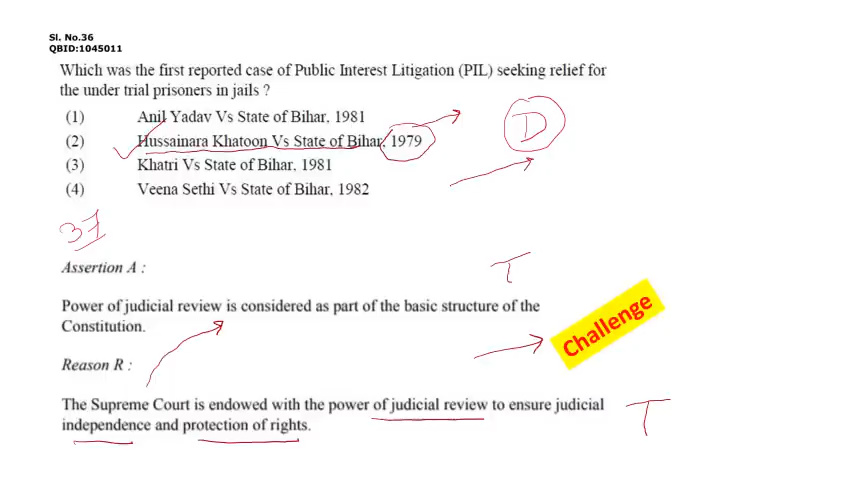 Sl. No.36
QBID:1045011
Which was the first reported case of Public Interest Litigation (PIL) seeking relief for
the under trial prisoners in jails ?
(1) Anil Yadav Vs State of Bihar, 1981
(2) Hussainara Khatoon Vs State of Bihar, 1979
D
(3) Khatri Vs State of Bihar, 1981
(4) Veena Sethi Vs State of Bihar, 1982
37
Assertion A :
T
Power of judicial review is considered as part of the basic structure of the
Constitution.
Challenge
Reason R :
The Supreme Court is endowed with the power of judicial review to ensure judicial
independence and protection of rights.
T